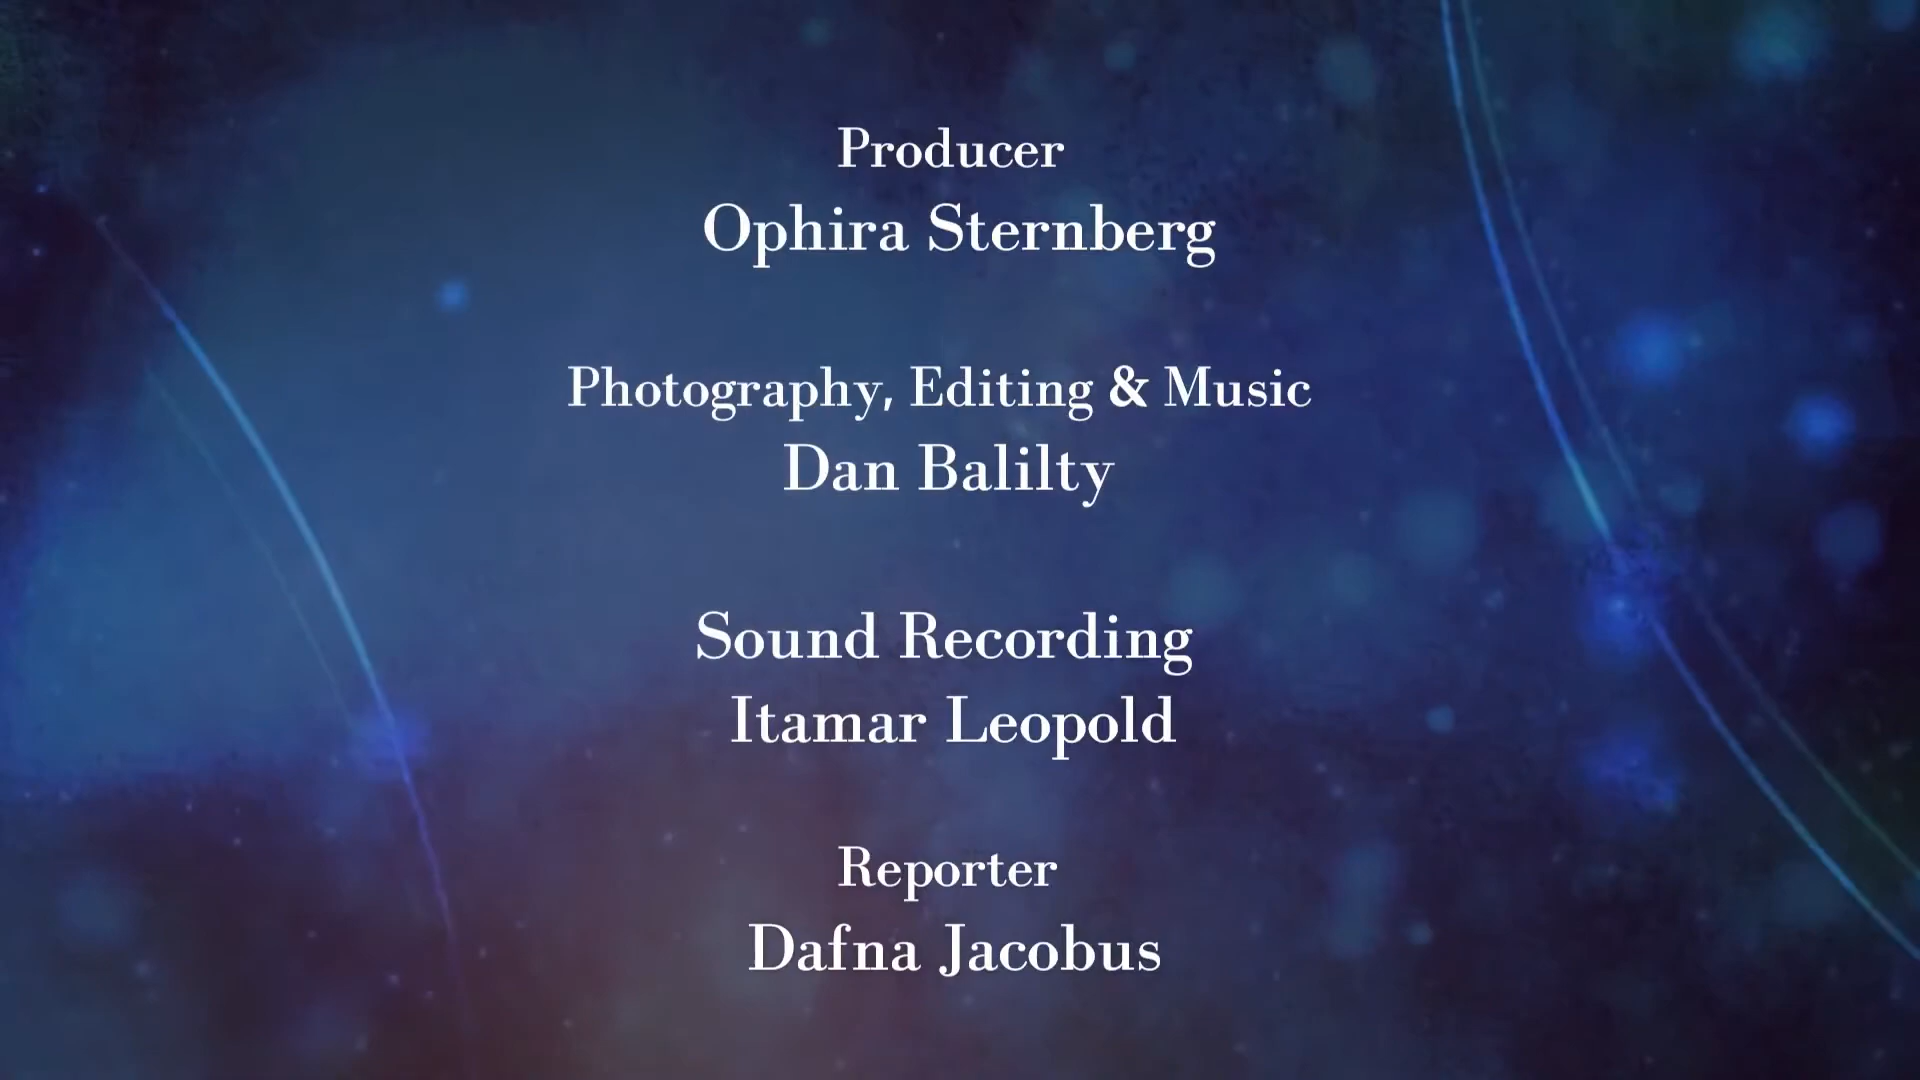 Producer
Ophira Sternberg
Photography, Editing & Music
Dan Balilty
Sound Recording
Itamar Leopold
Reporter
Dafna Jacobus